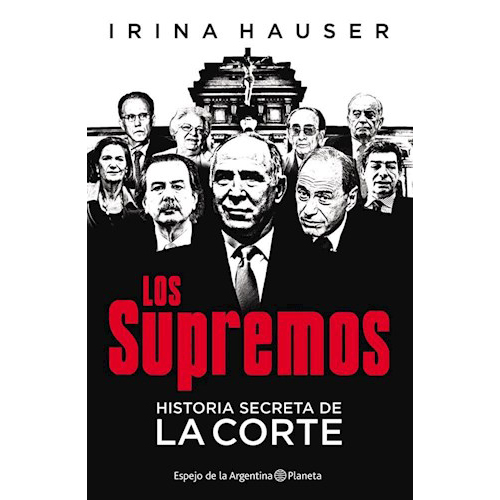 IRINA HAUSER
LOS
Supremos
HISTORIA SECRETA DE
LA CORTE
Espejo de la Argentina Planeta